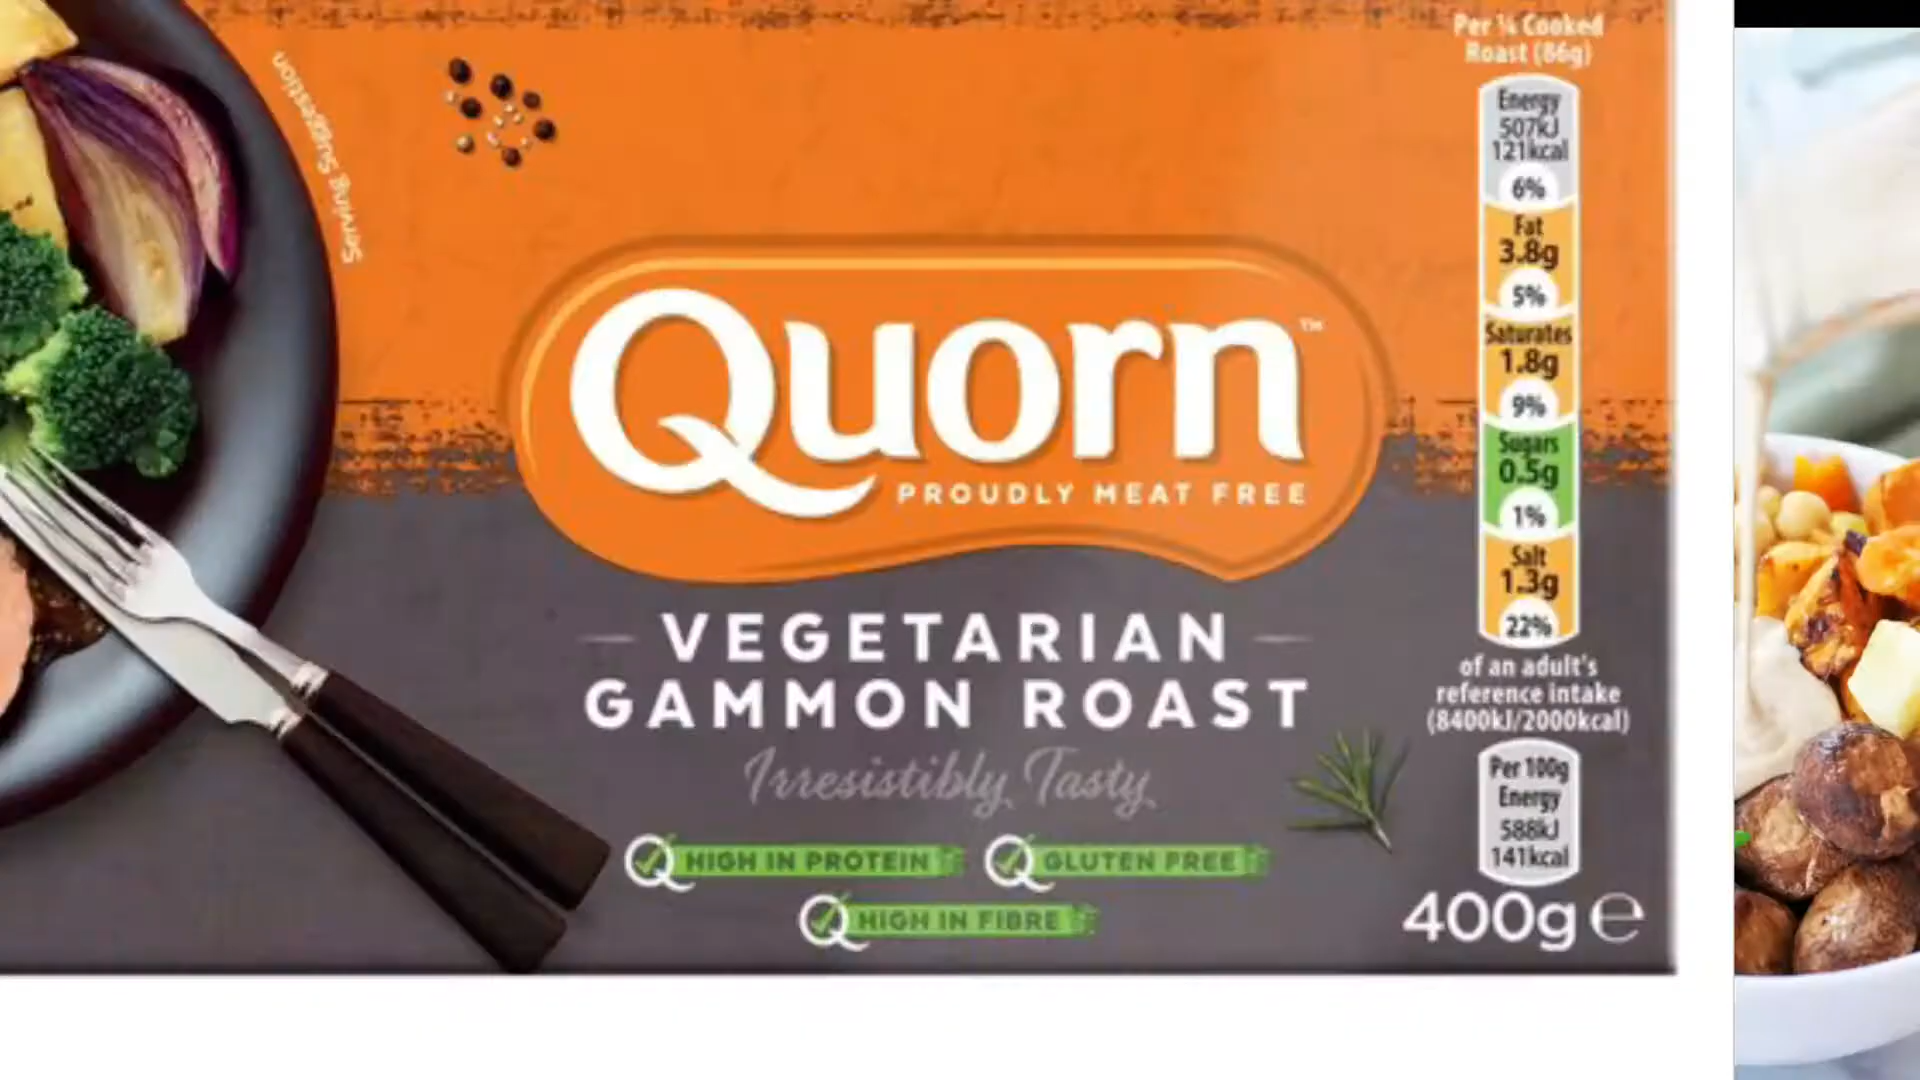 Serving Suggestion
Quorn™
PROUDLY MEAT FREE
VEGETARIAN
GAMMON ROAST
Irresistibly Tasty
HIGH IN PROTEIN
GLUTEN FREE
HIGH IN FIBRE
Per ¼ Cooked
Roast (86g)
Energy
507kJ
121kcal
6%
Fat
3.8g
5%
Saturates
1.8g
9%
Sugars
0.5g
1%
Salt
1.3g
22%
of an adult's
reference intake
(8400kJ/2000kcal)
Per 100g
Energy
588kJ
141kcal
400g e